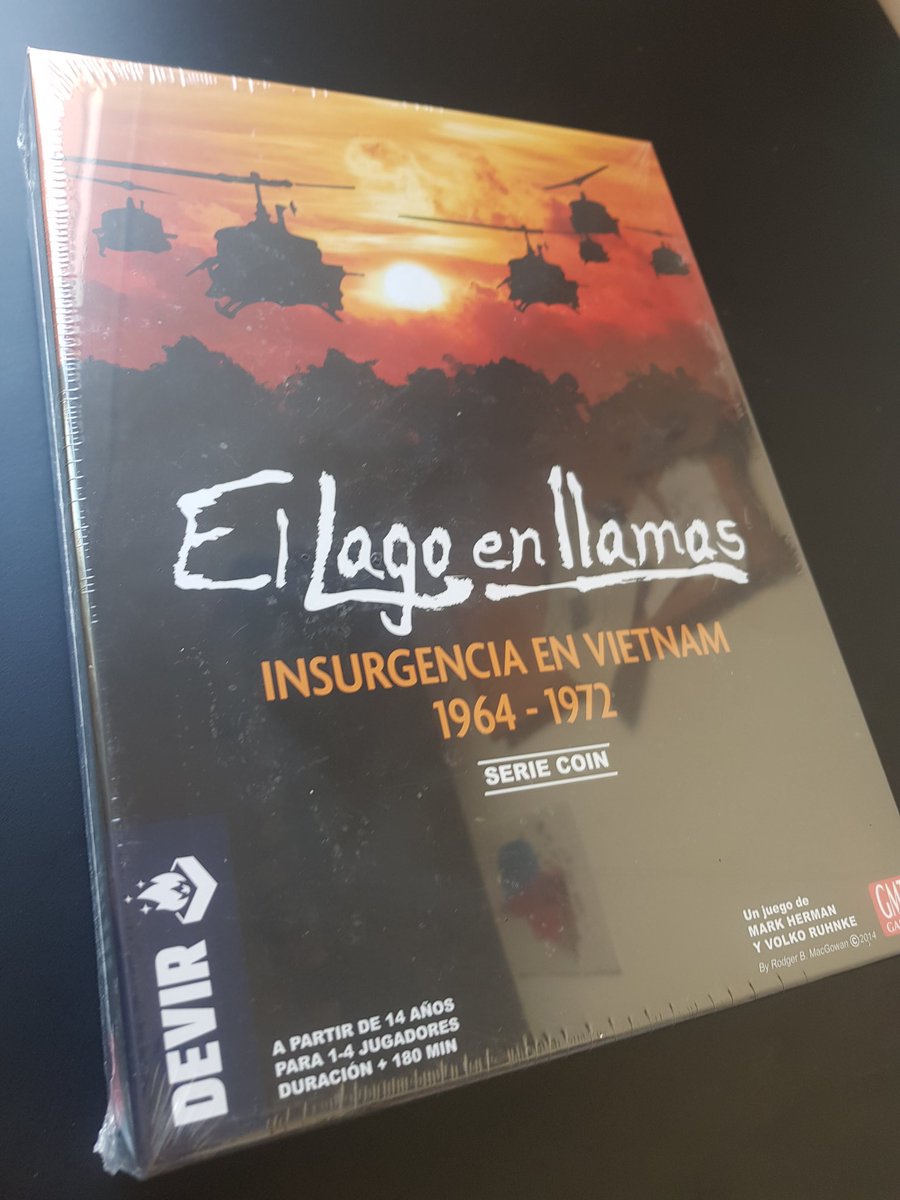 El Lago en llamas
INSURGENCIA EN VIETNAM
1964 - 1972
SERIE COIN
DEVIR
A PARTIR DE 14 AÑOS
PARA 1-4 JUGADORES
DURACIÓN + 180 MIN
Un juego de
MARK HERMAN
Y VOLKO RUHNKE
By Rodger B. MacGowan ©2014